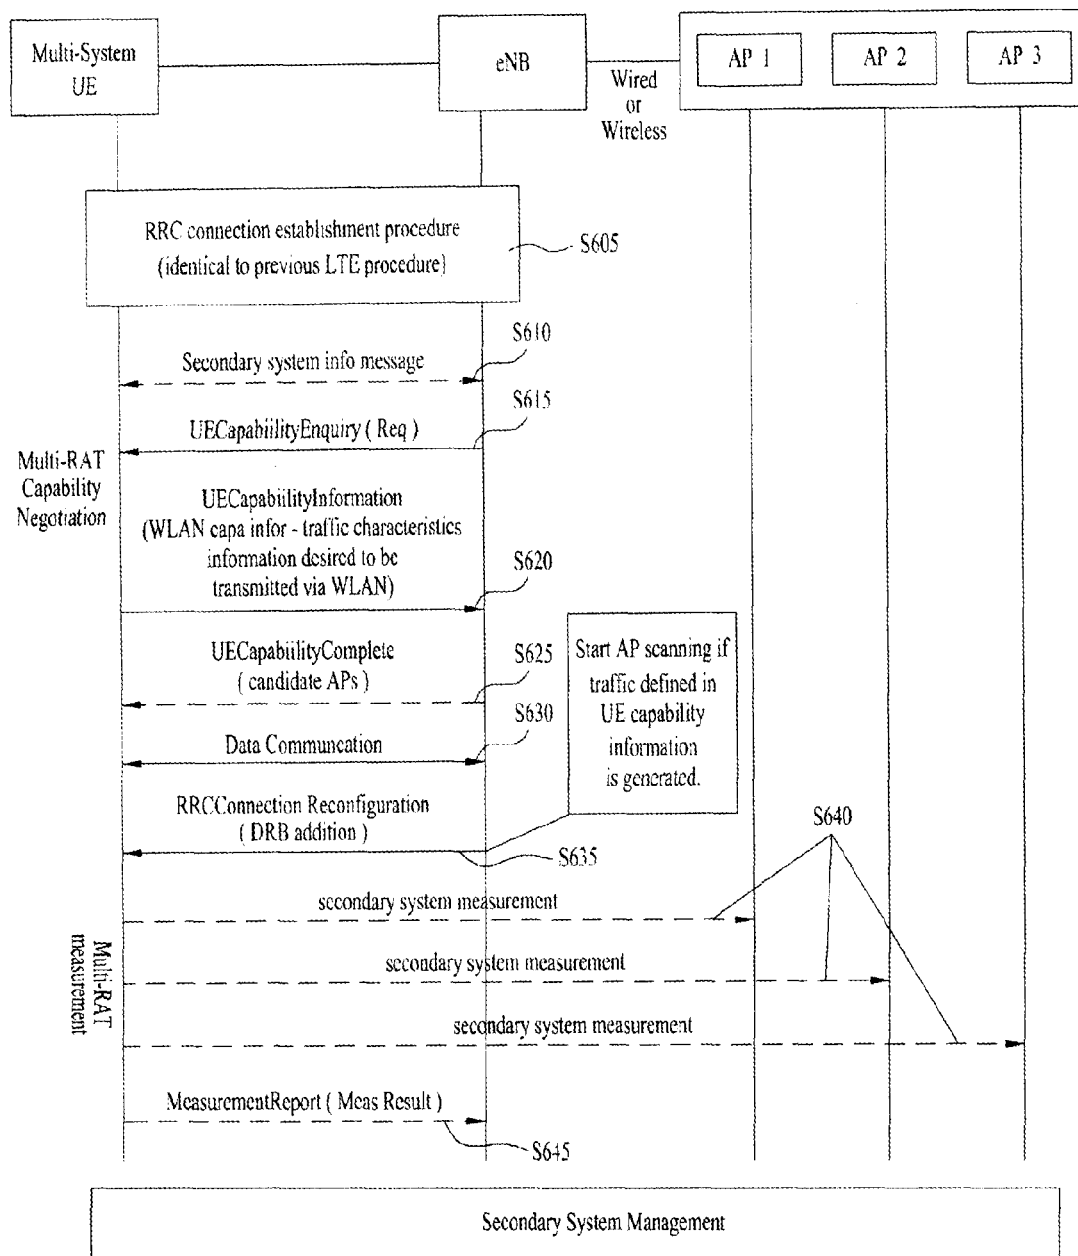 Multi-System
UE
eNB
Wired
or
Wireless
AP 1
AP 2
AP 3
RRC connection establishment procedure
(identical to previous LTE procedure)
S605
S610
Secondary system info message
S615
UECapabiilityEnquiry ( Req )
Multi-RAT
Capability
Negotiation
UECapabiilityInformation
(WLAN capa infor - traffic characteristics
information desired to be
transmitted via WLAN)
S620
UECapabiilityComplete
( candidate APs )
S625
Start AP scanning if
traffic defined in
UE capability
information
is generated.
S630
Data Communcation
RRCConnection Reconfiguration
( DRB addition )
S635
S640
Multi-RAT
measurement
secondary system measurement
secondary system measurement
secondary system measurement
MeasurementReport ( Meas Result )
S645
Secondary System Management